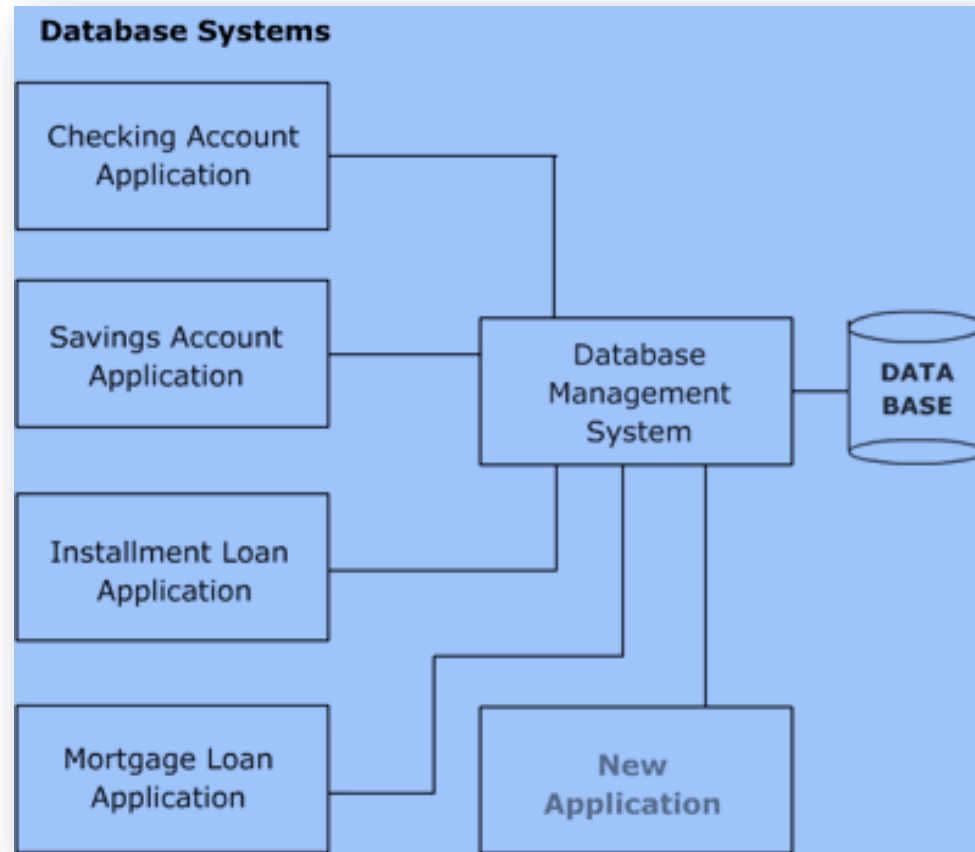 Database Systems
Checking Account
Application
Savings Account
Application
Database
Management
System
DATA
BASE
Installment Loan
Application
Mortgage Loan
Application
New
Application